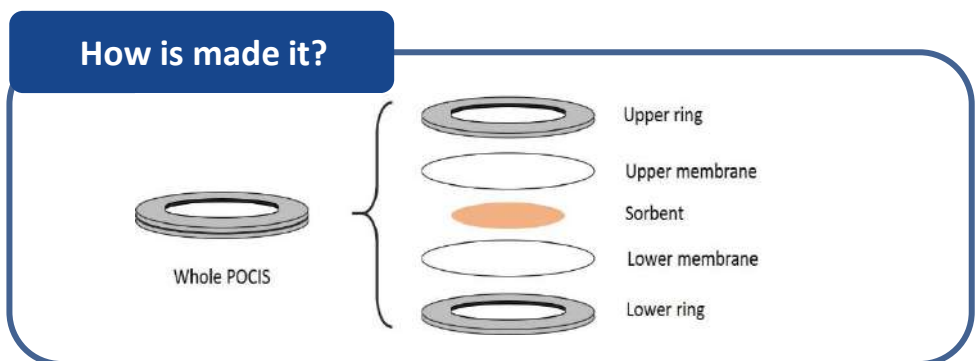 How is made it?
Upper ring
Upper membrane
Sorbent
Lower membrane
Lower ring
Whole POCIS